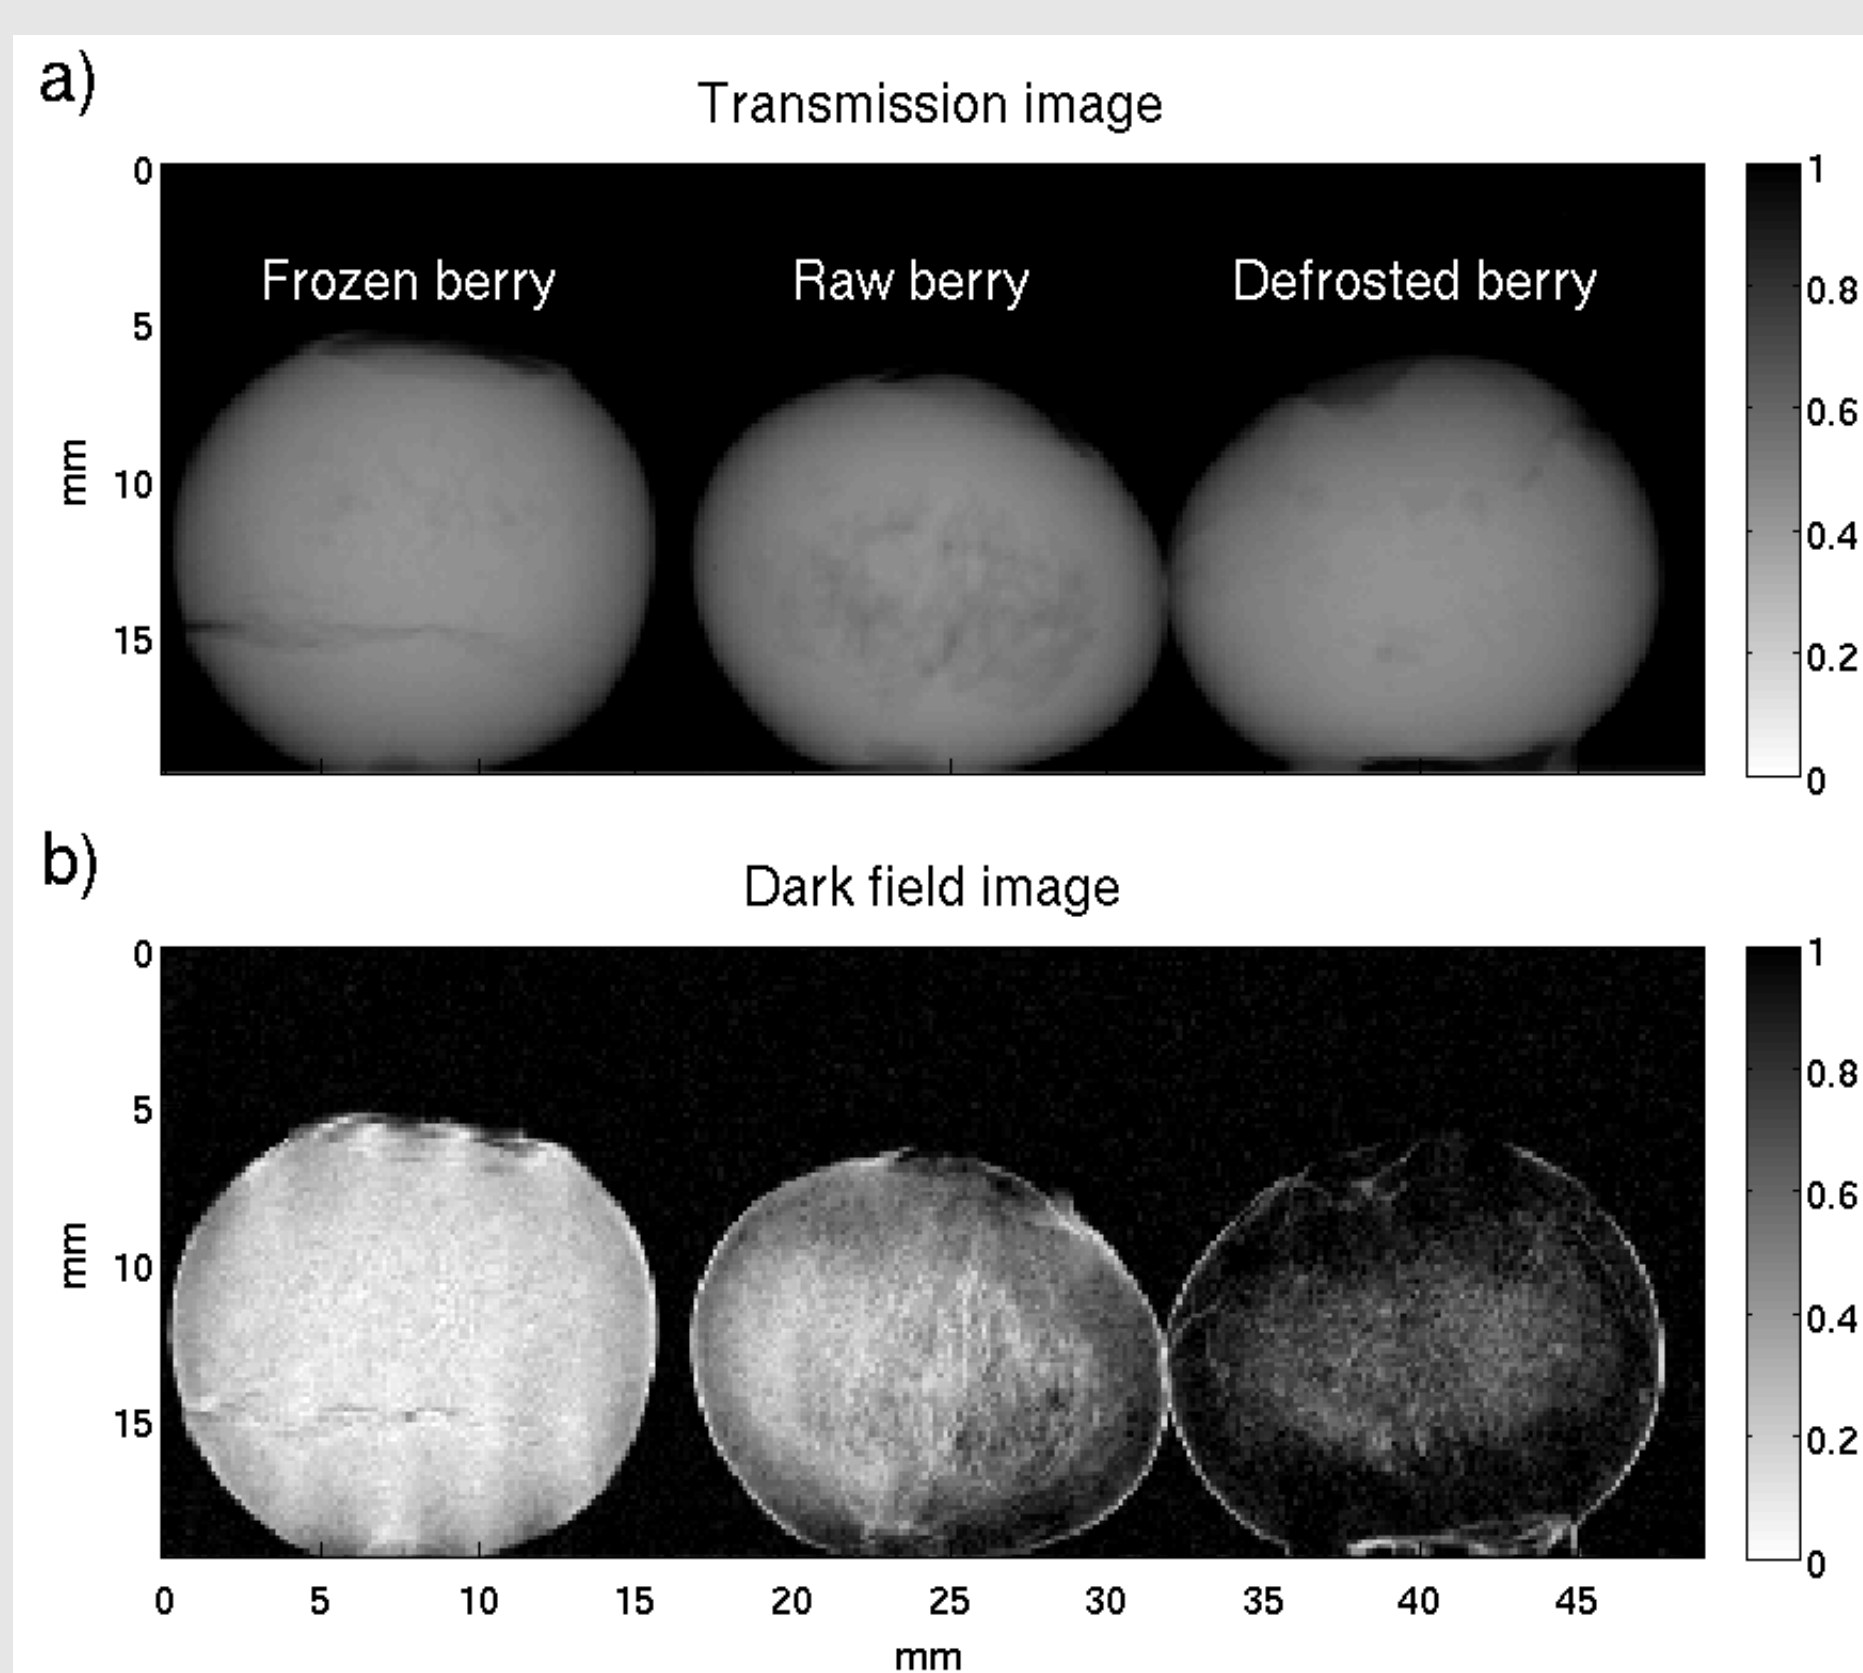 a)
Transmission image
Frozen berry Raw berry Defrosted berry
0
5
10
15
mm
1
0.8
0.6
0.4
0.2
0
b)
Dark field image
0
5
10
15
mm
1
0.8
0.6
0.4
0.2
0
0 5 10 15 20 25 30 35 40 45
mm